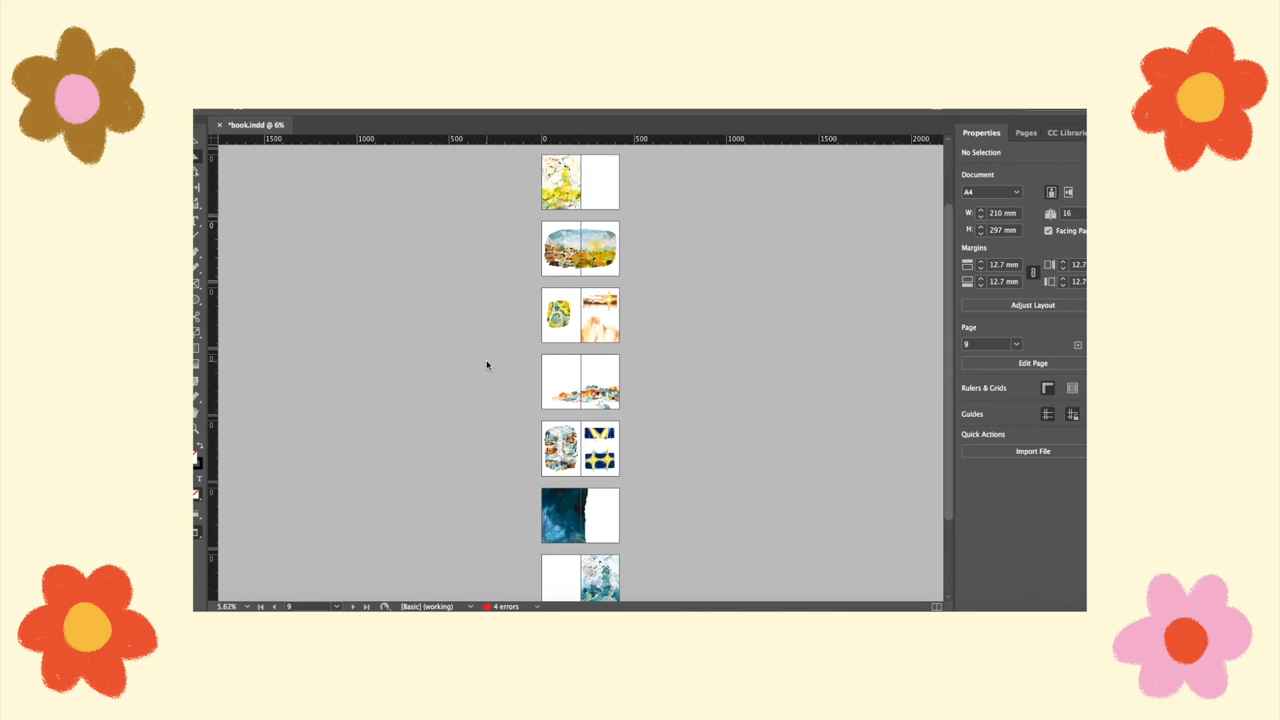 *book.indd @ 6%
1500 1000 500 0 500 1000 1500 2000
Properties Pages CC Librarie
No Selection
Document
A4
W: 210 mm 16
H: 297 mm Facing Pa
Margins
12.7 mm 12.7
12.7 mm 12.7
Adjust Layout
Page
9
Edit Page
Rulers & Grids
Guides
Quick Actions
Import File
5.62% 9 [Basic] (working) 4 errors